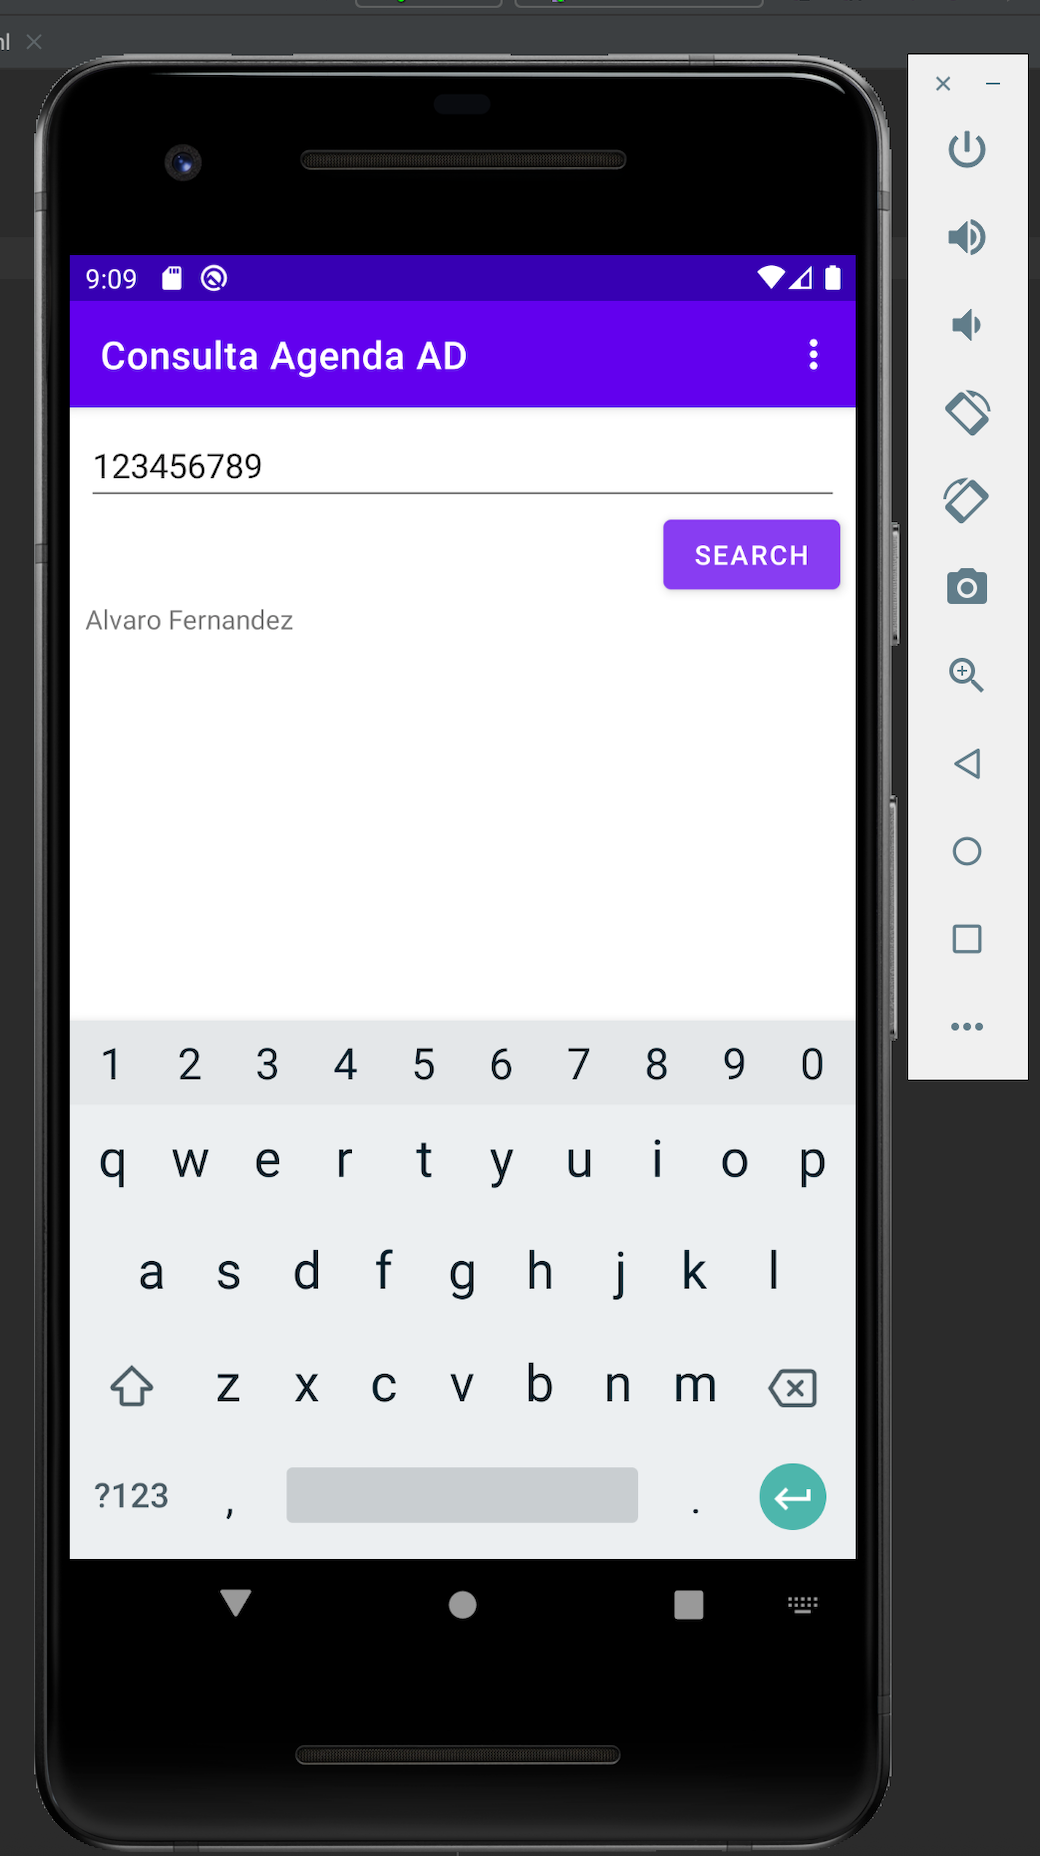 nl
9:09
Consulta Agenda AD
123456789
SEARCH
Alvaro Fernandez
1 2 3 4 5 6 7 8 9 0
q w e r t y u i o p
a s d f g h j k l
z x c v b n m
?123 , .